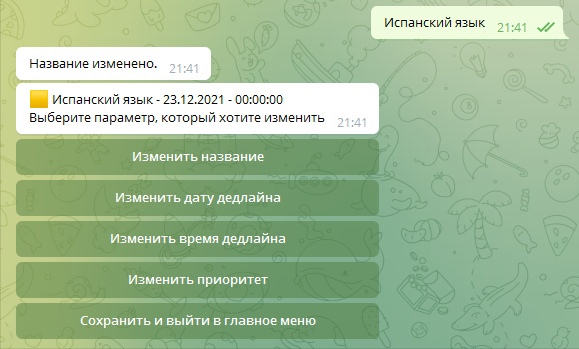 Испанский язык 21:41
Название изменено. 21:41
Испанский язык - 23.12.2021 - 00:00:00
Выберите параметр, который хотите изменить 21:41
Изменить название
Изменить дату дедлайна
Изменить время дедлайна
Изменить приоритет
Сохранить и выйти в главное меню